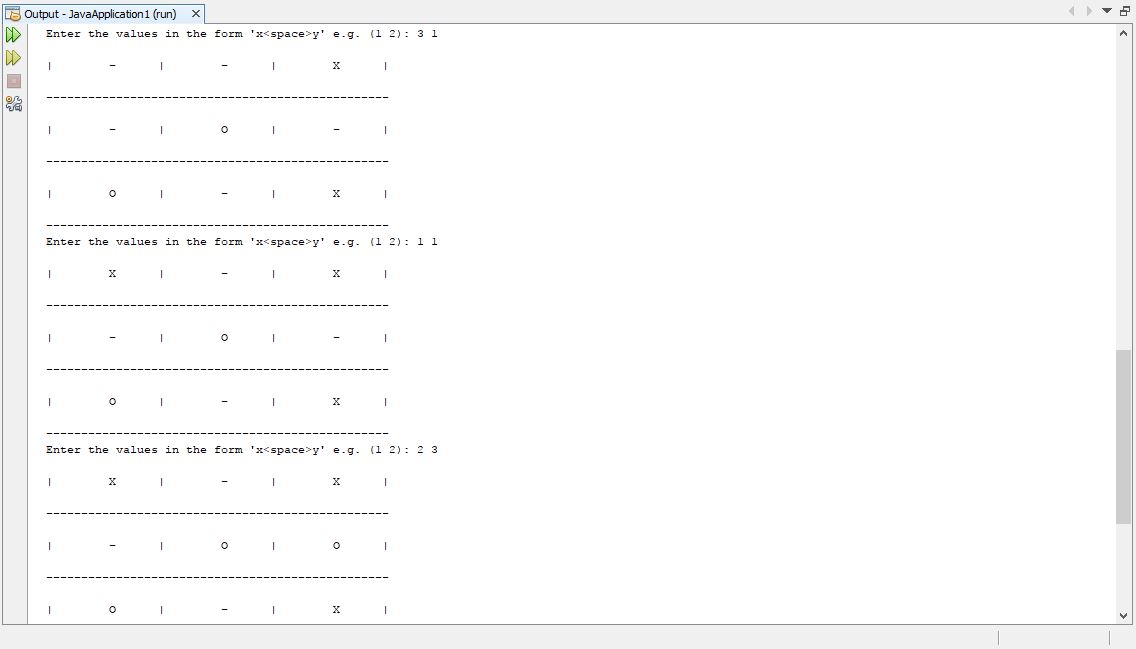 Output - JavaApplication1 (run)
Enter the values in the form 'x<space>y' e.g. (1 2): 3 1
| - | - | X |
-------------------------------------------------
| - | O | - |
-------------------------------------------------
| O | - | X |
-------------------------------------------------
Enter the values in the form 'x<space>y' e.g. (1 2): 1 1
| X | - | X |
-------------------------------------------------
| - | O | - |
-------------------------------------------------
| O | - | X |
-------------------------------------------------
Enter the values in the form 'x<space>y' e.g. (1 2): 2 3
| X | - | X |
-------------------------------------------------
| - | O | O |
-------------------------------------------------
| O | - | X |